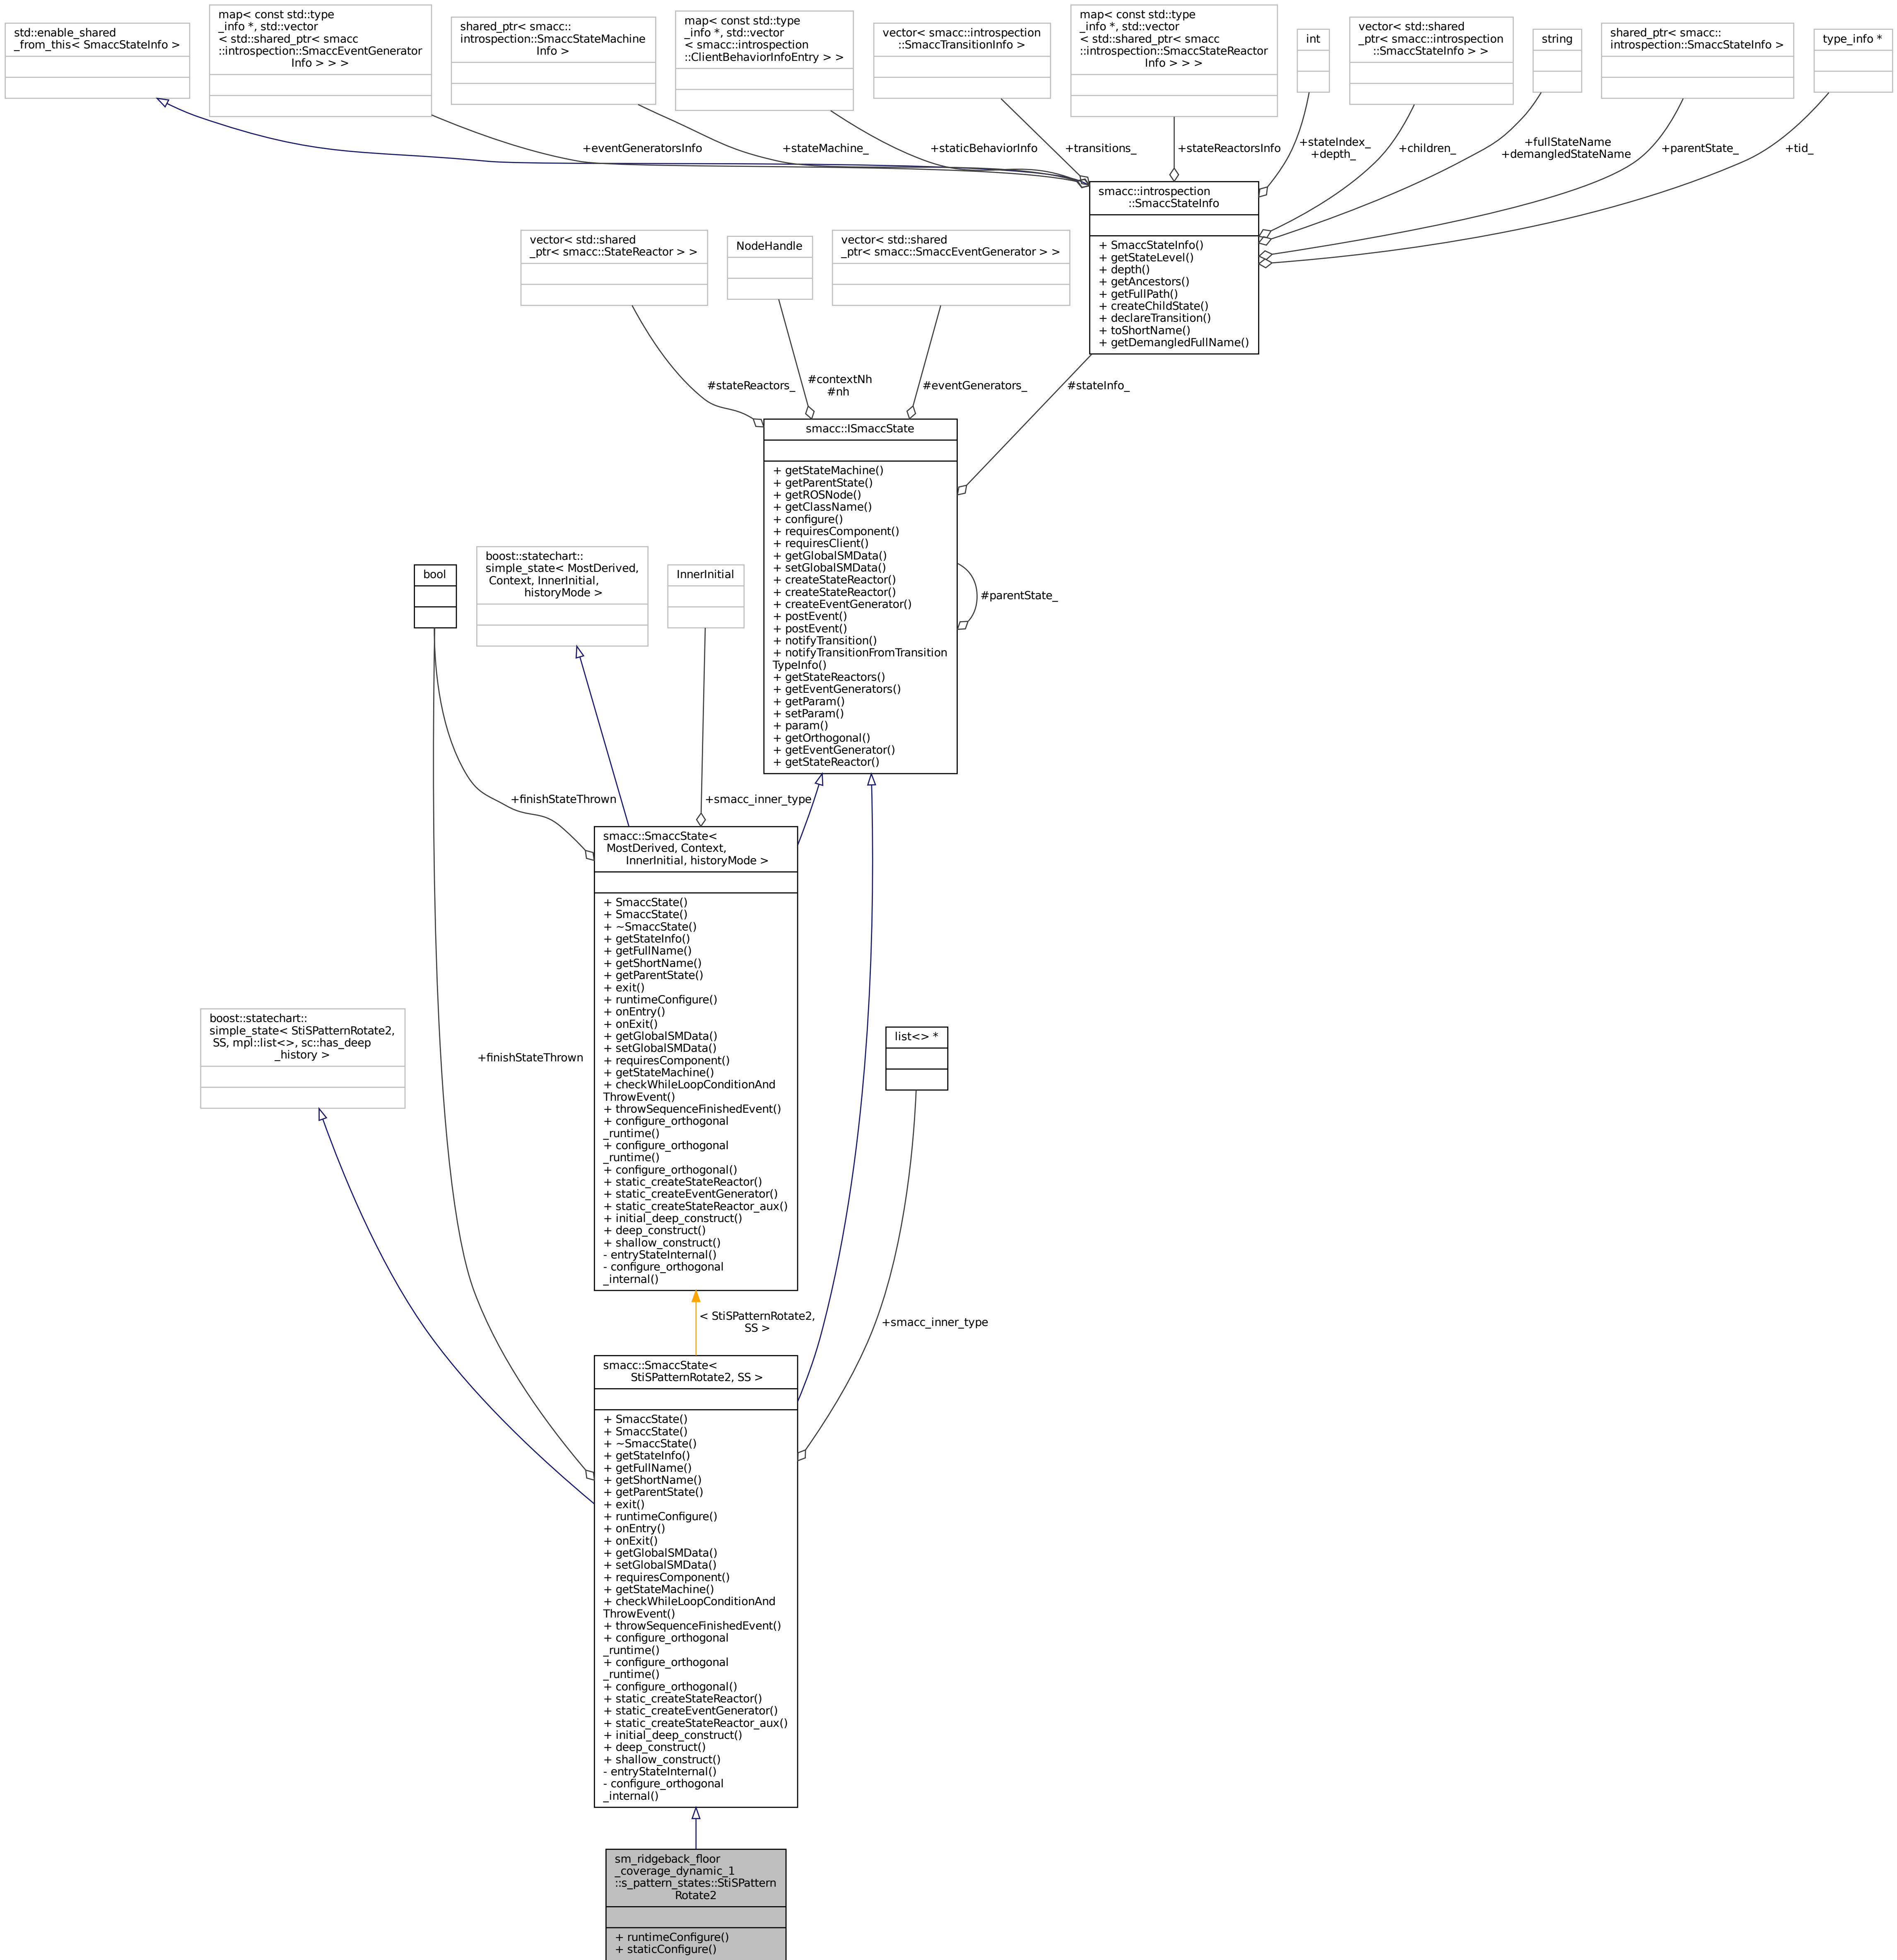 std::enable_shared
_from_this< SmaccStateInfo >
map< const std::type
_info *, std::vector
< std::shared_ptr< smacc
::introspection::SmaccEventGenerator
Info > > >
shared_ptr< smacc::
introspection::SmaccStateMachine
Info >
map< const std::type
_info *, std::vector
< smacc::introspection
::ClientBehaviorInfoEntry > >
vector< smacc::introspection
::SmaccTransitionInfo >
map< const std::type
_info *, std::vector
< std::shared_ptr< smacc
::introspection::SmaccStateReactor
Info > > >
int
vector< std::shared
_ptr< smacc::introspection
::SmaccStateInfo > >
string
shared_ptr< smacc::
introspection::SmaccStateInfo >
type_info *
+eventGeneratorsInfo
+stateMachine_
+staticBehaviorInfo
+transitions_
+stateReactorsInfo
+stateIndex_
+depth_
+children_
+fullStateName
+demangledStateName
+parentState_
+tid_
smacc::introspection
::SmaccStateInfo
+ SmaccStateInfo()
+ getStateLevel()
+ depth()
+ getAncestors()
+ getFullPath()
+ createChildState()
+ declareTransition()
+ toShortName()
+ getDemangledFullName()
vector< std::shared
_ptr< smacc::StateReactor > >
NodeHandle
vector< std::shared
_ptr< smacc::SmaccEventGenerator > >
#stateReactors_
#contextNh
#nh
#eventGenerators_
#stateInfo_
smacc::ISmaccState
+ getStateMachine()
+ getParentState()
+ getROSNode()
+ getClassName()
+ configure()
+ requiresComponent()
+ requiresClient()
+ getGlobalSMData()
+ setGlobalSMData()
+ createStateReactor()
+ createStateReactor()
+ createEventGenerator()
+ postEvent()
+ postEvent()
+ notifyTransition()
+ notifyTransitionFromTransition
TypeInfo()
+ getStateReactors()
+ getEventGenerators()
+ getParam()
+ setParam()
+ param()
+ getOrthogonal()
+ getEventGenerator()
+ getStateReactor()
#parentState_
bool
boost::statechart::
simple_state< MostDerived,
Context, InnerInitial,
historyMode >
InnerInitial
+finishStateThrown
+smacc_inner_type
smacc::SmaccState<
MostDerived, Context,
InnerInitial, historyMode >
+ SmaccState()
+ SmaccState()
+ ~SmaccState()
+ getStateInfo()
+ getFullName()
+ getShortName()
+ getParentState()
+ exit()
+ runtimeConfigure()
+ onEntry()
+ onExit()
+ getGlobalSMData()
+ setGlobalSMData()
+ requiresComponent()
+ getStateMachine()
+ checkWhileLoopConditionAnd
ThrowEvent()
+ throwSequenceFinishedEvent()
+ configure_orthogonal
_runtime()
+ configure_orthogonal
_runtime()
+ configure_orthogonal()
+ static_createStateReactor()
+ static_createEventGenerator()
+ static_createStateReactor_aux()
+ initial_deep_construct()
+ deep_construct()
+ shallow_construct()
- entryStateInternal()
- configure_orthogonal
_internal()
boost::statechart::
simple_state< StiSPatternRotate2,
SS, mpl::list<>, sc::has_deep
_history >
+finishStateThrown
list<> *
< StiSPatternRotate2,
SS >
+smacc_inner_type
smacc::SmaccState<
StiSPatternRotate2, SS >
+ SmaccState()
+ SmaccState()
+ ~SmaccState()
+ getStateInfo()
+ getFullName()
+ getShortName()
+ getParentState()
+ exit()
+ runtimeConfigure()
+ onEntry()
+ onExit()
+ getGlobalSMData()
+ setGlobalSMData()
+ requiresComponent()
+ getStateMachine()
+ checkWhileLoopConditionAnd
ThrowEvent()
+ throwSequenceFinishedEvent()
+ configure_orthogonal
_runtime()
+ configure_orthogonal
_runtime()
+ configure_orthogonal()
+ static_createStateReactor()
+ static_createEventGenerator()
+ static_createStateReactor_aux()
+ initial_deep_construct()
+ deep_construct()
+ shallow_construct()
- entryStateInternal()
- configure_orthogonal
_internal()
sm_ridgeback_floor
_coverage_dynamic_1
::s_pattern_states::StiSPattern
Rotate2
+ runtimeConfigure()
+ staticConfigure()